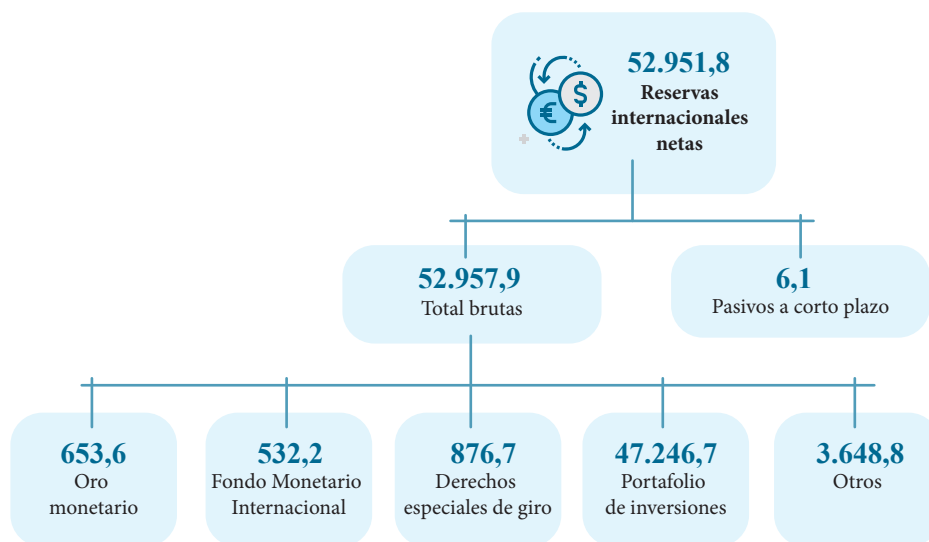 52.951,8
Reservas
internacionales
netas
€
$
52.957,9
Total brutas
6,1
Pasivos a corto plazo
653,6
Oro
monetario
532,2
Fondo Monetario
Internacional
876,7
Derechos
especiales de giro
47.246,7
Portafolio
de inversiones
3.648,8
Otros